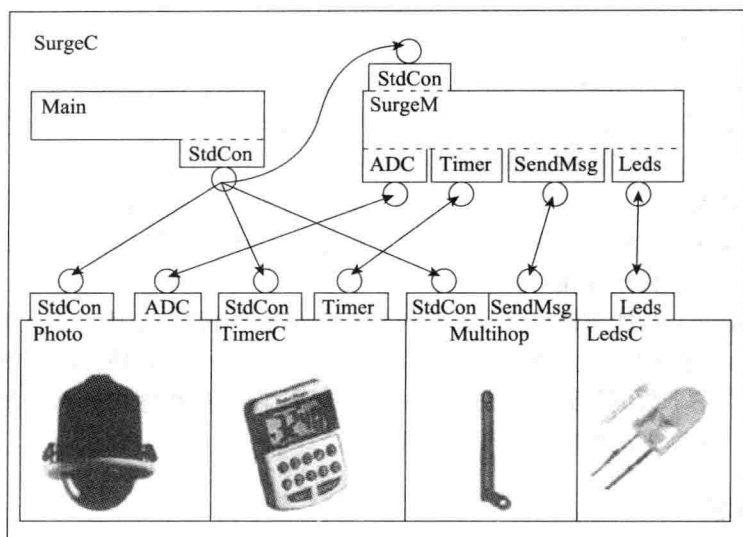 SurgeC
StdCon
Main
SurgeM
StdCon
ADC Timer SendMsg Leds
StdCon ADC StdCon Timer StdCon SendMsg Leds
Photo TimerC Multihop LedsC